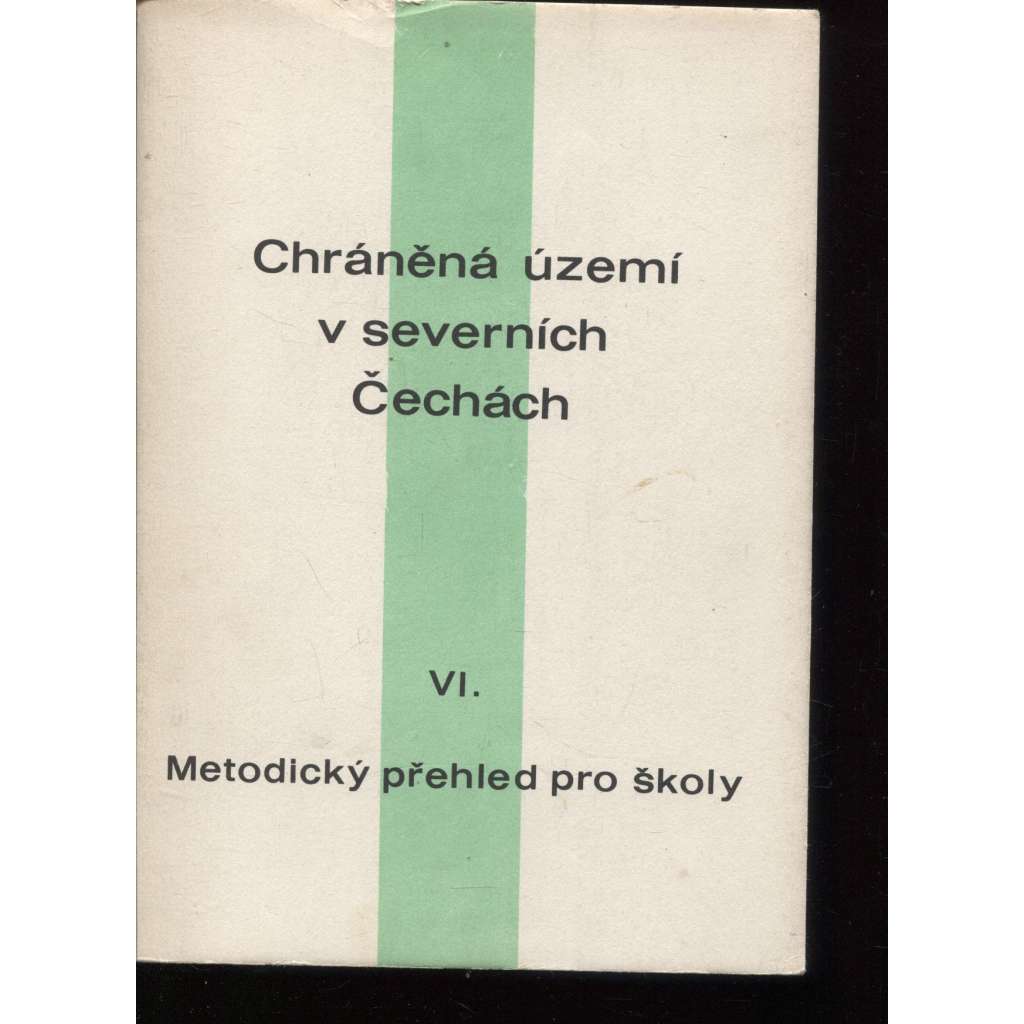 Chráněná území
v severních
Čechách
VI.
Metodický přehled pro školy